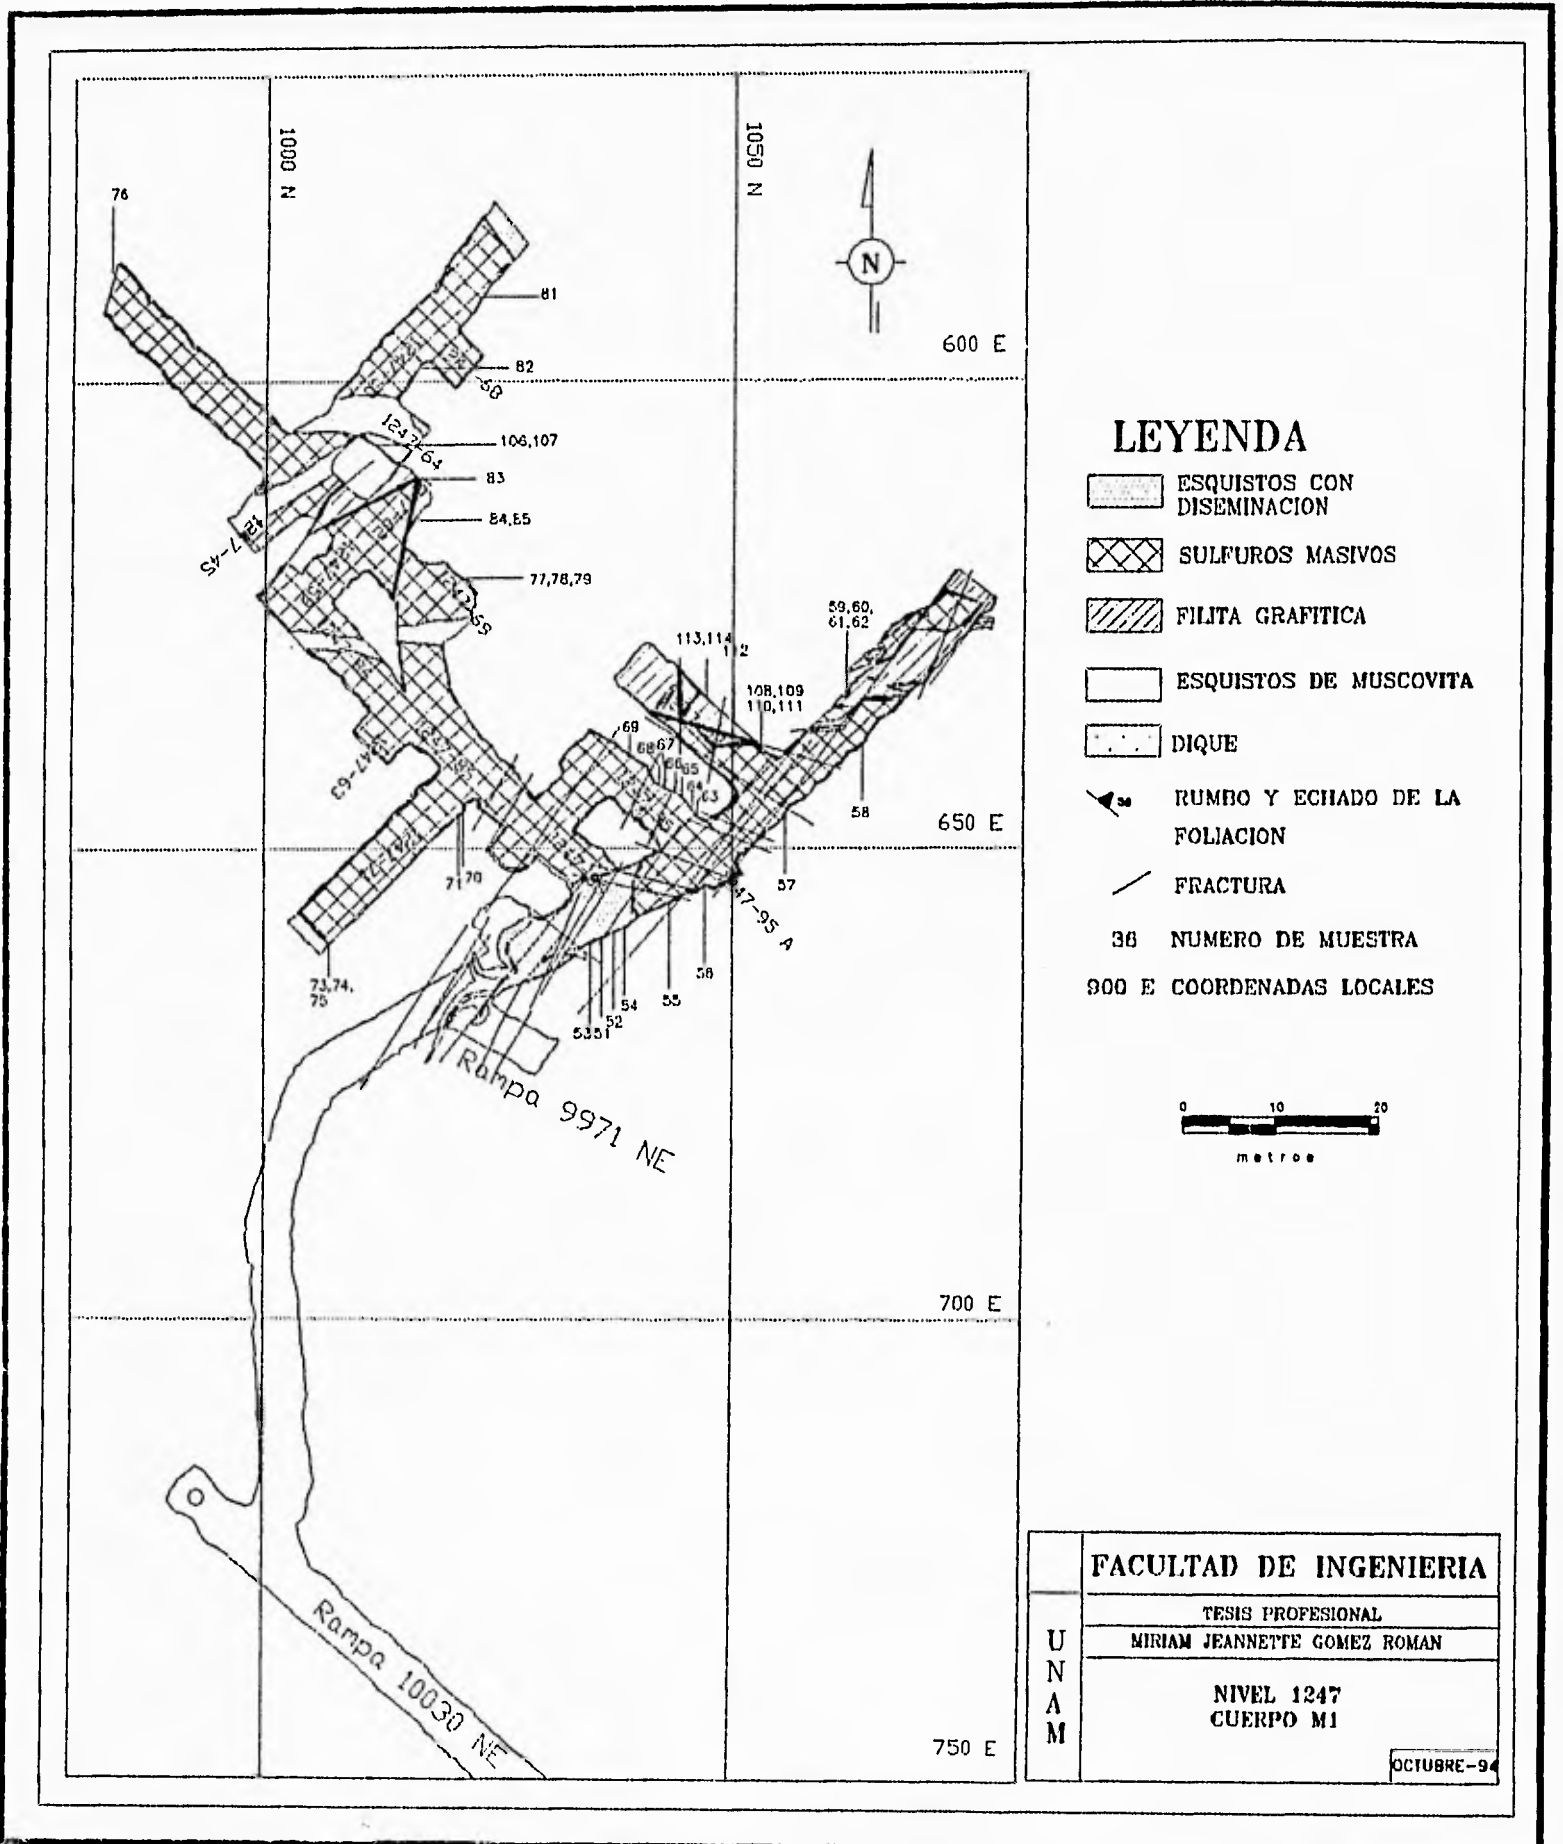 1000 N
1050 N
76
81
600 E
82
1247-64
106,107
83
84,85
77,78,79
59,60,
61,62
113,114
112
108,109
110,111
69
68
67
66
65
64
63
58
650 E
57
71
70
47-95 A
56
55
54
52
51
53
73,74,
75
Rampa 9971 NE
700 E
Rampa 10030 NE
750 E
LEYENDA
ESQUISTOS CON
DISEMINACION
SULFUROS MASIVOS
FILITA GRAFITICA
ESQUISTOS DE MUSCOVITA
DIQUE
RUMBO Y ECHADO DE LA
FOLIACION
FRACTURA
36 NUMERO DE MUESTRA
900 E COORDENADAS LOCALES
0 10 20
metros
N
UNAM
FACULTAD DE INGENIERIA
TESIS PROFESIONAL
MIRIAM JEANNETTE GOMEZ ROMAN
NIVEL 1247
CUERPO M1
OCTUBRE-94